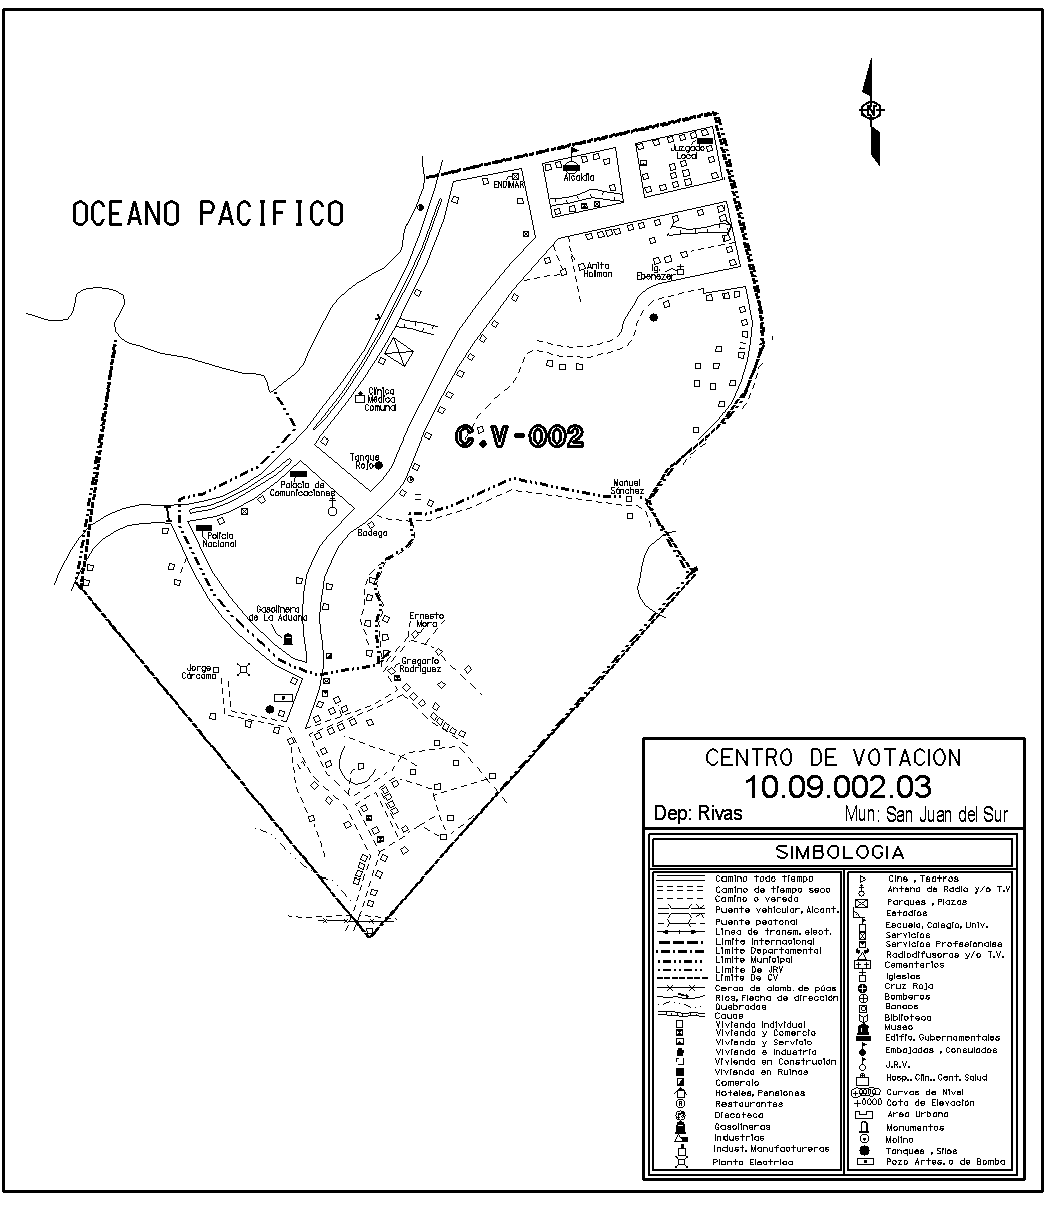 N
Juzgado
Local
Alcaldia
ENDIMAR
OCEANO PACIFICO
Anita
Holman
Ig.
Ebenezer
Clínica
Médica
Comunal
C.V-002
Tanque
Rojo
Palacio de
Comunicaciones
Manuel
Sánchez
Policia
Nacional
Bodega
Gasolinera
de La Aduana
Ernesto
Mora
Gregorio
Rodríguez
Jorge
Cárcamo
CENTRO DE VOTACION
10.09.002.03
Dep: Rivas Mun: San Juan del Sur
SIMBOLOGIA
Camino todo tiempo
Camino de tiempo seco
Camino o vereda
Puente vehicular, Alcant.
Puente peatonal
Linea de transm. elect.
Limite Internacional
Limite Departamental
Limite Municipal
Limite De JRV
Limite De CV
Cerca de alamb. de púas
Rios, Flecha de dirección
Quebradas
Cauce
Vivienda Individual
Vivienda y Comercio
Vivienda y Servicio
Vivienda e Industria
Vivienda en Construción
Vivienda en Ruinas
Comercio
Hoteles, Pensiones
Restaurantes
Discoteca
Gasolineras
Industrias
Indust. Manufactureras
Planta Electrica
Cine , Teatros
Antena de Radio y/o T.V
Parques , Plazas
Estadios
Escuela, Colegio, Univ.
Servicios
Servicios Profesionales
Radiodifusoras y/o T.V.
Cementerios
Iglesias
Cruz Roja
Bomberos
Bancos
Biblioteca
Museo
Edific. Gubernamentales
Embajadas , Consulados
J.R.V.
Hosp., Clin., Cent. Salud
Curvas de Nivel
Cota de Elevación
Area Urbana
Monumentos
Molino
Tanques , Silos
Pozo Artes. o de Bomba